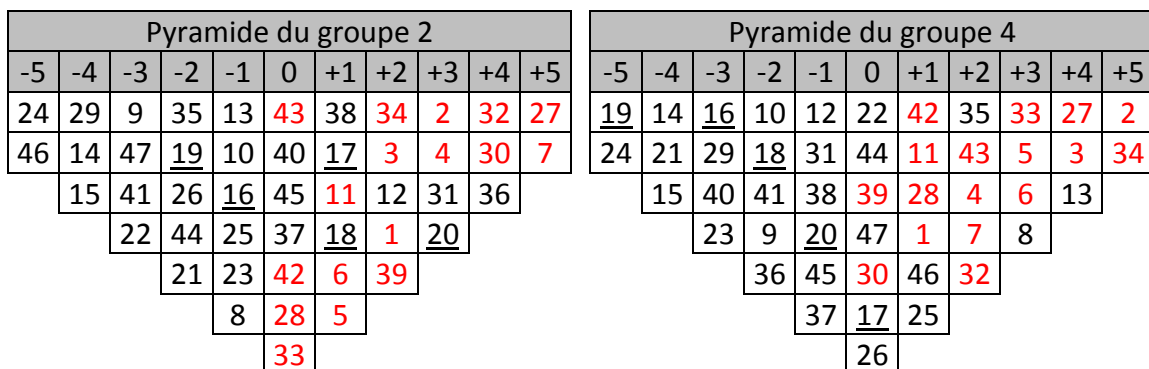 Pyramide du groupe 2
-5 -4 -3 -2 -1 0 +1 +2 +3 +4 +5
24 29 9 35 13 43 38 34 2 32 27
46 14 47 19 10 40 17 3 4 30 7
15 41 26 16 45 11 12 31 36
22 44 25 37 18 1 20
21 23 42 6 39
8 28 5
33
Pyramide du groupe 4
-5 -4 -3 -2 -1 0 +1 +2 +3 +4 +5
19 14 16 10 12 22 42 35 33 27 2
24 21 29 18 31 44 11 43 5 3 34
15 40 41 38 39 28 4 6 13
23 9 20 47 1 7 8
36 45 30 46 32
37 17 25
26